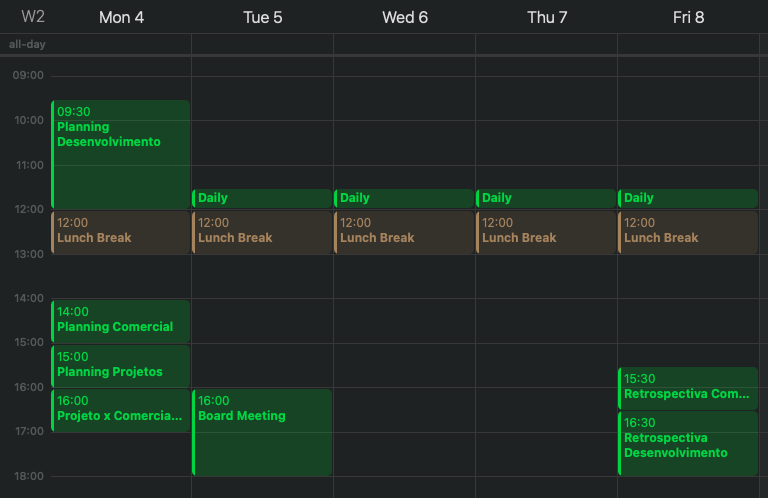 W2 Mon 4 Tue 5 Wed 6 Thu 7 Fri 8
all-day
09:00
09:30
10:00
Planning
Desenvolvimento
11:00
Daily Daily Daily Daily
12:00
12:00 12:00 12:00 12:00 12:00
Lunch Break Lunch Break Lunch Break Lunch Break Lunch Break
13:00
14:00
14:00
Planning Comercial
15:00
15:00
Planning Projetos
15:30
16:00
Retrospectiva Com...
16:00 16:00
Projeto x Comercia... Board Meeting
16:30
17:00
Retrospectiva
Desenvolvimento
18:00